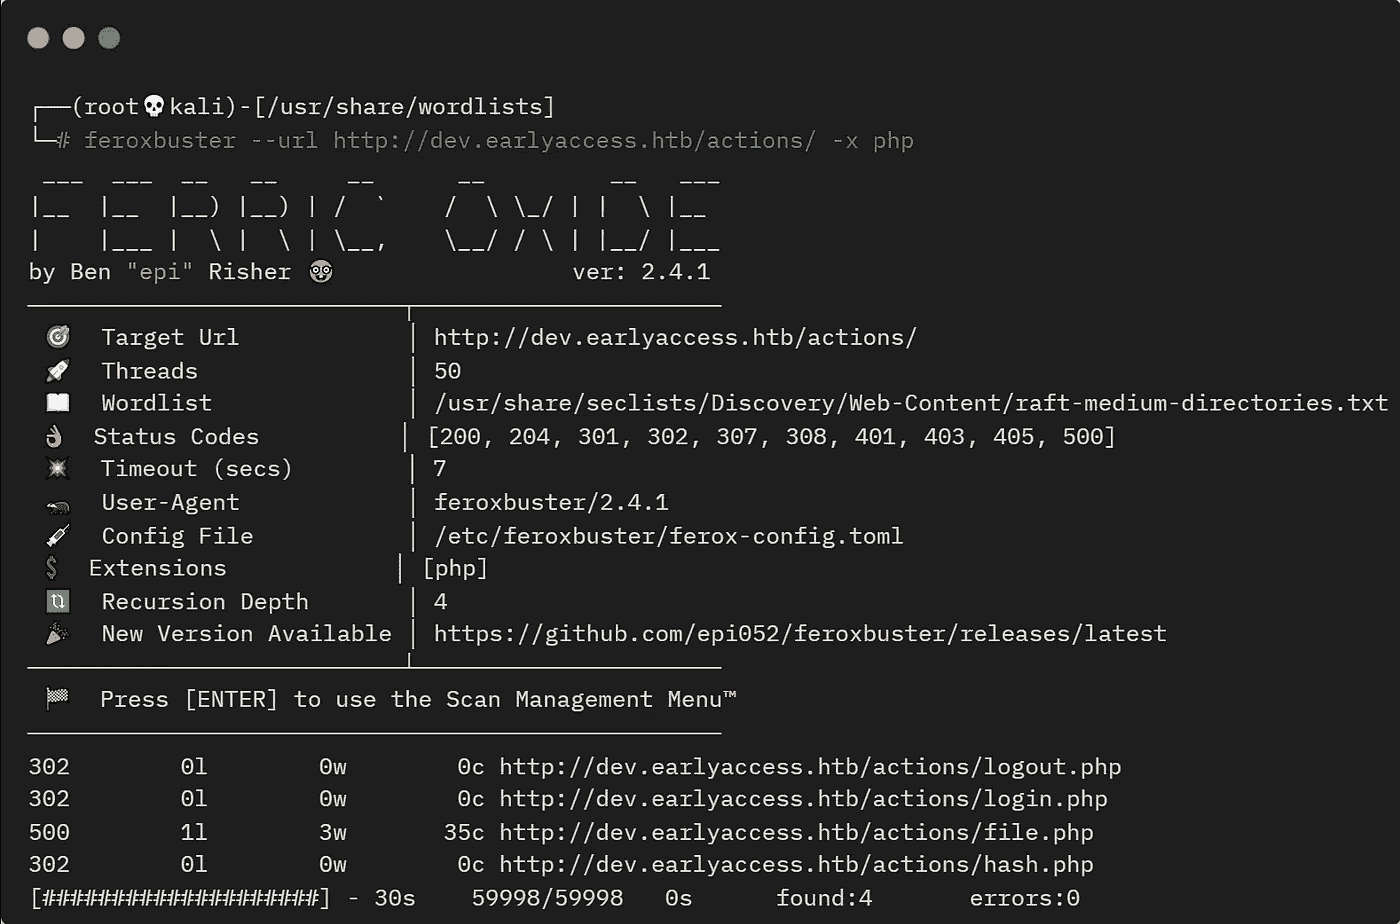 ┌──(root💀kali)-[/usr/share/wordlists]
└─# feroxbuster --url http://dev.earlyaccess.htb/actions/ -x php
 ___  ___  __   __     __      __         __   ___
|__  |__  |__) |__) | /  `    /  \ \_/ | |  \ |__
|    |___ |  \ |  \ | \__,    \__/ / \ | |__/ |___
by Ben "epi" Risher 🤓                 ver: 2.4.1
───────────────────────────┬──────────────────────
 🎯  Target Url            │ http://dev.earlyaccess.htb/actions/
 🚀  Threads               │ 50
 📖  Wordlist              │ /usr/share/seclists/Discovery/Web-Content/raft-medium-directories.txt
 👌  Status Codes          │ [200, 204, 301, 302, 307, 308, 401, 403, 405, 500]
 💥  Timeout (secs)        │ 7
 🦡  User-Agent            │ feroxbuster/2.4.1
 💉  Config File           │ /etc/feroxbuster/ferox-config.toml
 💲  Extensions            │ [php]
 🔃  Recursion Depth       │ 4
 🎉  New Version Available │ https://github.com/epi052/feroxbuster/releases/latest
───────────────────────────┴──────────────────────
 🏁  Press [ENTER] to use the Scan Management Menu™
──────────────────────────────────────────────────
302        0l        0w        0c http://dev.earlyaccess.htb/actions/logout.php
302        0l        0w        0c http://dev.earlyaccess.htb/actions/login.php
500        1l        3w       35c http://dev.earlyaccess.htb/actions/file.php
302        0l        0w        0c http://dev.earlyaccess.htb/actions/hash.php
[####################] - 30s    59998/59998   0s      found:4       errors:0